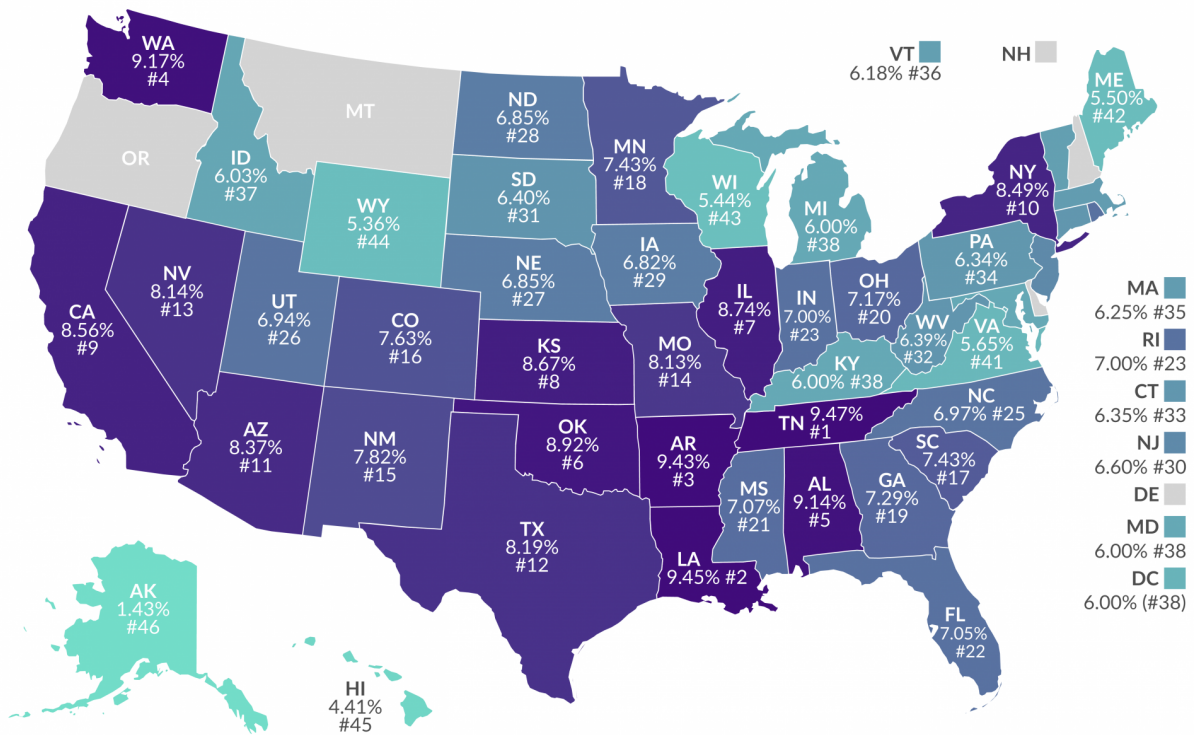 WA
9.17%
#4
OR
MT
ID
6.03%
#37
WY
5.36%
#44
ND
6.85%
#28
SD
6.40%
#31
NE
6.85%
#27
MN
7.43%
#18
IA
6.82%
#29
WI
5.44%
#43
MI
6.00%
#38
VT
6.18% #36
NH
ME
5.50%
#42
NY
8.49%
#10
PA
6.34%
#34
NV
8.14%
#13
CA
8.56%
#9
UT
6.94%
#26
CO
7.63%
#16
KS
8.67%
#8
MO
8.13%
#14
IL
8.74%
#7
IN
7.00%
#23
OH
7.17%
#20
WV
6.39%
#32
VA
5.65%
#41
KY
6.00% #38
MA
6.25% #35
RI
7.00% #23
CT
6.35% #33
NJ
6.60% #30
DE
MD
6.00% #38
DC
6.00% (#38)
AZ
8.37%
#11
NM
7.82%
#15
OK
8.92%
#6
AR
9.43%
#3
TN 9.47%
#1
NC
6.97% #25
SC
7.43%
#17
MS
7.07%
#21
AL
9.14%
#5
GA
7.29%
#19
TX
8.19%
#12
LA
9.45% #2
FL
7.05%
#22
AK
1.43%
#46
HI
4.41%
#45